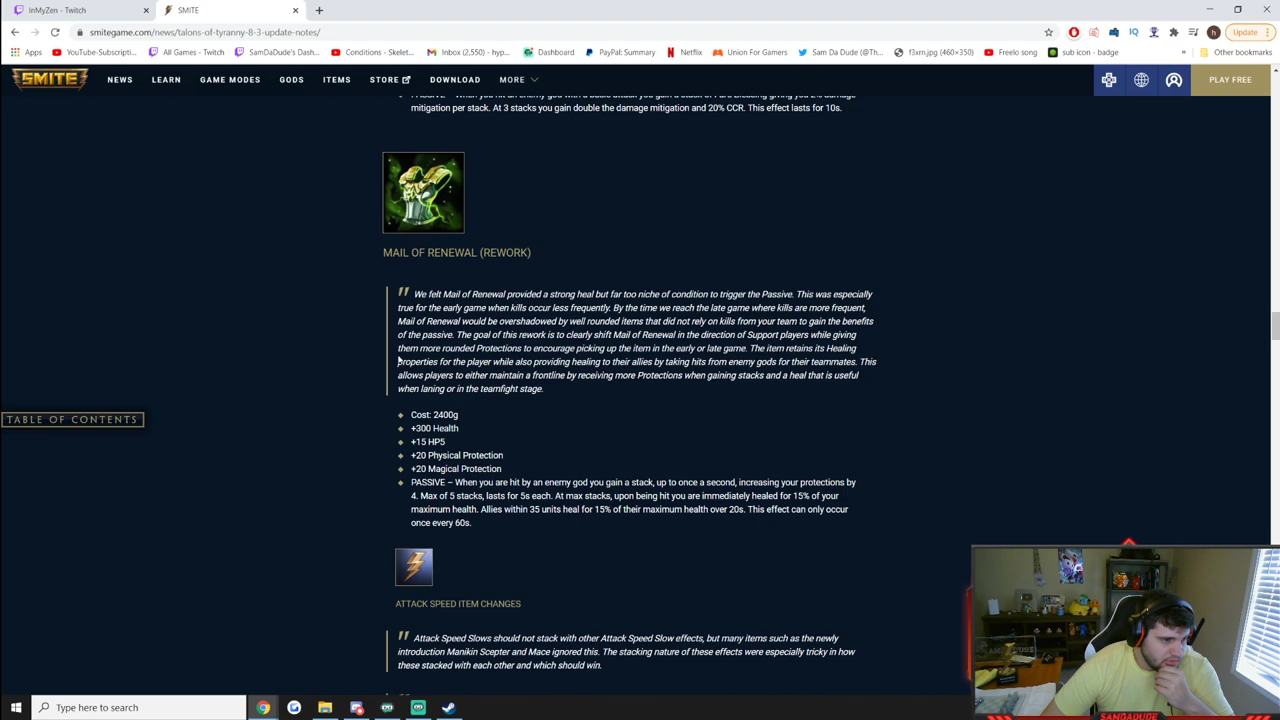 InMyZen - Twitch
SMITE
smitegame.com/news/talons-of-tyranny-8-3-update-notes/
Update
Apps
YouTube-Subscripti...
All Games - Twitch
SamDaDude's Dash...
Conditions - Skelet...
Inbox (2,550) - hyp...
Dashboard
PayPal: Summary
Netflix
Union For Gamers
Sam Da Dude (@Th...
f3xrn.jpg (460×350)
Freelo song
sub icon - badge
»
Other bookmarks
SMITE
NEWS
LEARN
GAME MODES
GODS
ITEMS
STORE
DOWNLOAD
MORE
PLAY FREE
mitigation per stack. At 3 stacks you gain double the damage mitigation and 20% CCR. This effect lasts for 10s.
MAIL OF RENEWAL (REWORK)
" We felt Mail of Renewal provided a strong heal but far too niche of condition to trigger the Passive. This was especially
true for the early game when kills occur less frequently. By the time we reach the late game where kills are more frequent,
Mail of Renewal would be overshadowed by well rounded items that did not rely on kills from your team to gain the benefits
of the passive. The goal of this rework is to clearly shift Mail of Renewal in the direction of Support players while giving
them more rounded Protections to encourage picking up the item in the early or late game. The item retains its Healing
properties for the player while also providing healing to their allies by taking hits from enemy gods for their teammates. This
allows players to either maintain a frontline by receiving more Protections when gaining stacks and a heal that is useful
when laning or in the teamfight stage.
TABLE OF CONTENTS
Cost: 2400g
+300 Health
+15 HP5
+20 Physical Protection
+20 Magical Protection
PASSIVE – When you are hit by an enemy god you gain a stack, up to once a second, increasing your protections by
4. Max of 5 stacks, lasts for 5s each. At max stacks, upon being hit you are immediately healed for 15% of your
maximum health. Allies within 35 units heal for 15% of their maximum health over 20s. This effect can only occur
once every 60s.
ATTACK SPEED ITEM CHANGES
" Attack Speed Slows should not stack with other Attack Speed Slow effects, but many items such as the newly
introduction Manikin Scepter and Mace ignored this. The stacking nature of these effects were especially tricky in how
these stacked with each other and which should win.
Type here to search